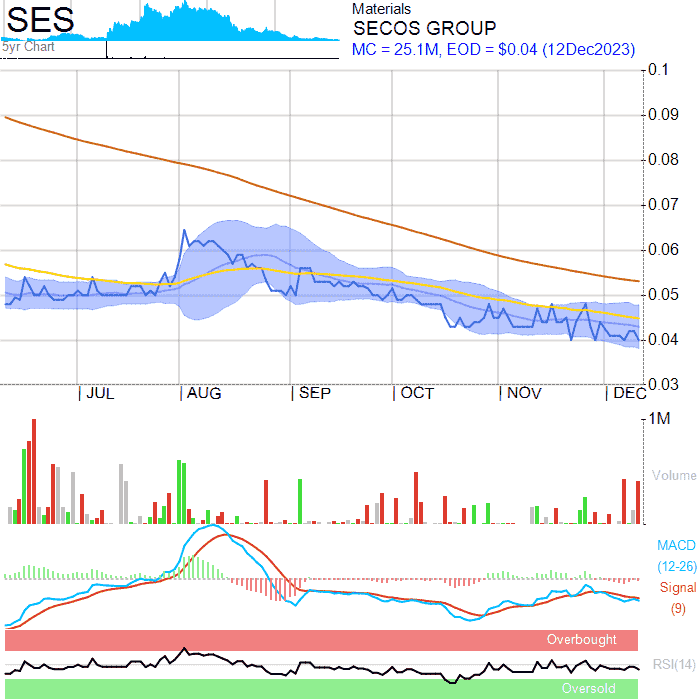 SES
5yr Chart
Materials
SECOS GROUP
MC = 25.1M, EOD = $0.04 (12Dec2023)
0.1
0.09
0.08
0.07
0.06
0.05
0.04
0.03
JUL AUG SEP OCT NOV DEC
1M
Volume
MACD
(12-26)
Signal
(9)
Overbought
RSI(14)
Oversold